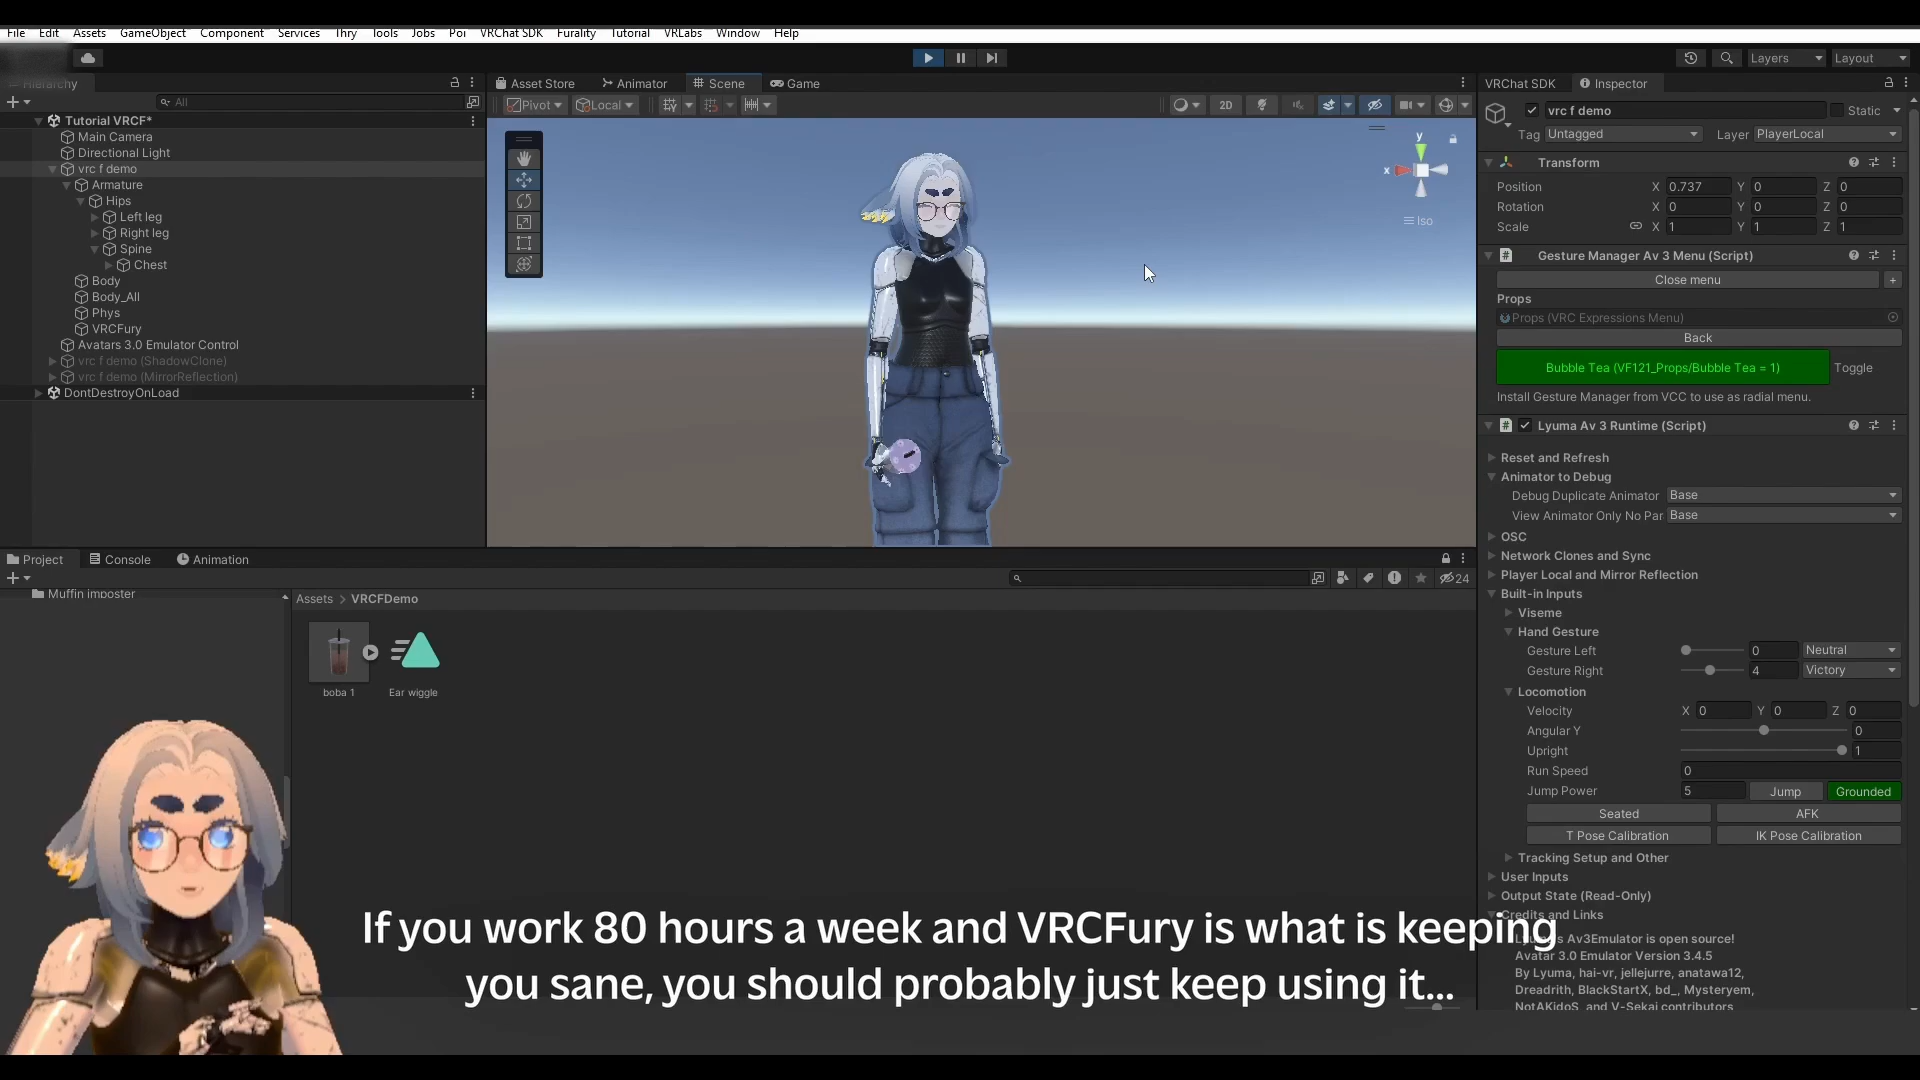 File Edit Assets GameObject Component Services Thry Tools Jobs Poi VRChat SDK Furality Tutorial VRLabs Window Help
Layers Layout
Hierarchy
All
Tutorial VRCF*
Main Camera
Directional Light
vrc f demo
Armature
Hips
Left leg
Right leg
Spine
Chest
Body
Body_All
Phys
VRCFury
Avatars 3.0 Emulator Control
vrc f demo (ShadowClone)
vrc f demo (MirrorReflection)
DontDestroyOnLoad
Asset Store Animator Scene Game
Pivot Local 2D
y
x
Iso
VRChat SDK Inspector
vrc f demo Static
Tag Untagged Layer PlayerLocal
Transform
Position X 0.737 Y 0 Z 0
Rotation X 0 Y 0 Z 0
Scale X 1 Y 1 Z 1
# Gesture Manager Av 3 Menu (Script)
Close menu +
Props
Props (VRC Expressions Menu)
Back
Bubble Tea (VF121_Props/Bubble Tea = 1) Toggle
Install Gesture Manager from VCC to use as radial menu.
# Lyuma Av 3 Runtime (Script)
Reset and Refresh
Animator to Debug
Debug Duplicate Animator Base
View Animator Only No Par Base
OSC
Network Clones and Sync
Player Local and Mirror Reflection
Built-in Inputs
Viseme
Hand Gesture
Gesture Left 0 Neutral
Gesture Right 4 Victory
Locomotion
Velocity X 0 Y 0 Z 0
Angular Y 0
Upright 1
Run Speed 0
Jump Power 5 Jump Grounded
Seated AFK
T Pose Calibration IK Pose Calibration
Tracking Setup and Other
User Inputs
Output State (Read-Only)
Credits and Links
Av3Emulator is open source!
Avatar 3.0 Emulator Version 3.4.5
By Lyuma, hai-vr, jellejurre, anatawa12,
Dreadrith, BlackStartX, bd_, Mysteryem,
NotAKidoS, and V-Sekai contributors
Project Console Animation
24
Muffin imposter
Assets > VRCFDemo
boba 1 Ear wiggle
If you work 80 hours a week and VRCFury is what is keeping
you sane, you should probably just keep using it...